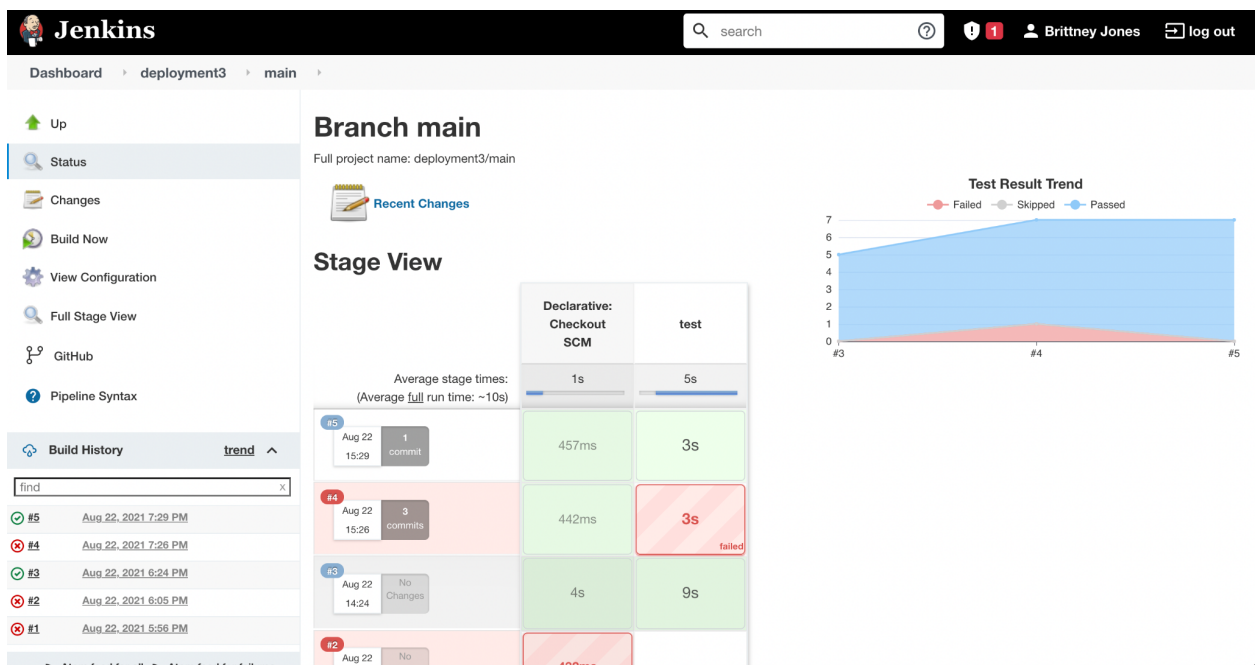 Jenkins
search
1
Brittney Jones
log out
Dashboard
deployment3
main
Up
Status
Changes
Build Now
View Configuration
Full Stage View
GitHub
Pipeline Syntax
Build History
trend
find
x
#5
Aug 22, 2021 7:29 PM
#4
Aug 22, 2021 7:26 PM
#3
Aug 22, 2021 6:24 PM
#2
Aug 22, 2021 6:05 PM
#1
Aug 22, 2021 5:56 PM
Branch main
Full project name: deployment3/main
Recent Changes
Stage View
Declarative:
Checkout
SCM
test
Average stage times:
(Average full run time: ~10s)
1s
5s
#5
Aug 22
15:29
1
commit
457ms
3s
#4
Aug 22
15:26
3
commits
442ms
3s
failed
#3
Aug 22
14:24
No
Changes
4s
9s
#2
Aug 22
No
Test Result Trend
Failed
Skipped
Passed
7
6
5
4
3
2
1
0
#3
#4
#5